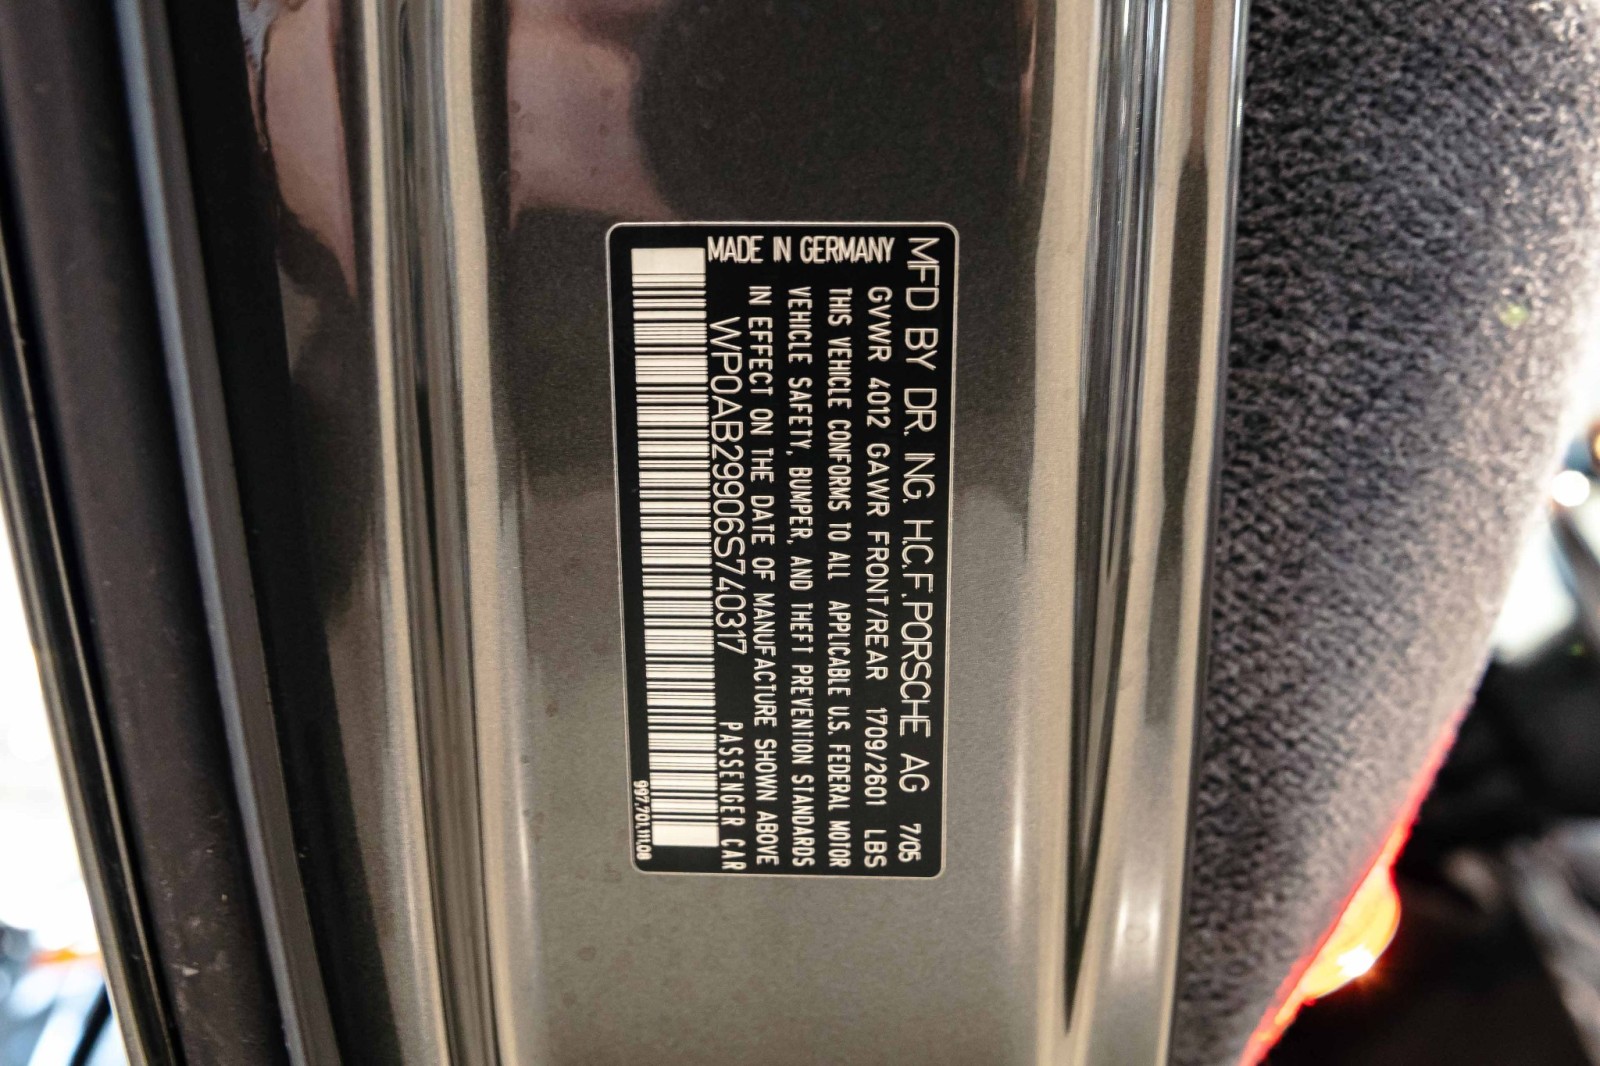 MFD BY DR. ING. H.C.F. PORSCHE AG 7/05
GVWR 4012 GAWR FRONT/REAR 1709/2601 LBS
THIS VEHICLE CONFORMS TO ALL APPLICABLE U.S. FEDERAL MOTOR
VEHICLE SAFETY, BUMPER, AND THEFT PREVENTION STANDARDS
IN EFFECT ON THE DATE OF MANUFACTURE SHOWN ABOVE
MADE IN GERMANY
WP0AB29906S740317 PASSENGER CAR
997.701.111.08